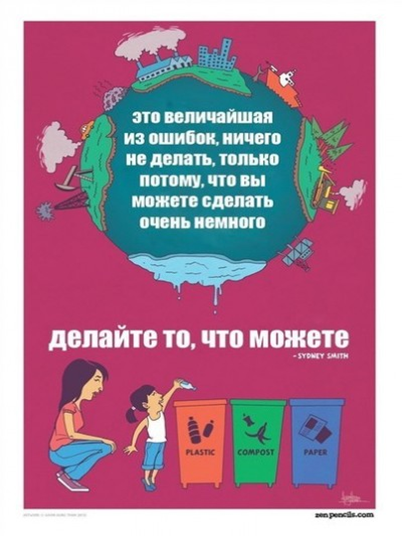 это величайшая
из ошибок, ничего
не делать, только
потому, что вы
можете сделать
очень немного
делайте то, что можете
-SYDNEY SMITH
PLASTIC
COMPOST
PAPER
zenpencils.com